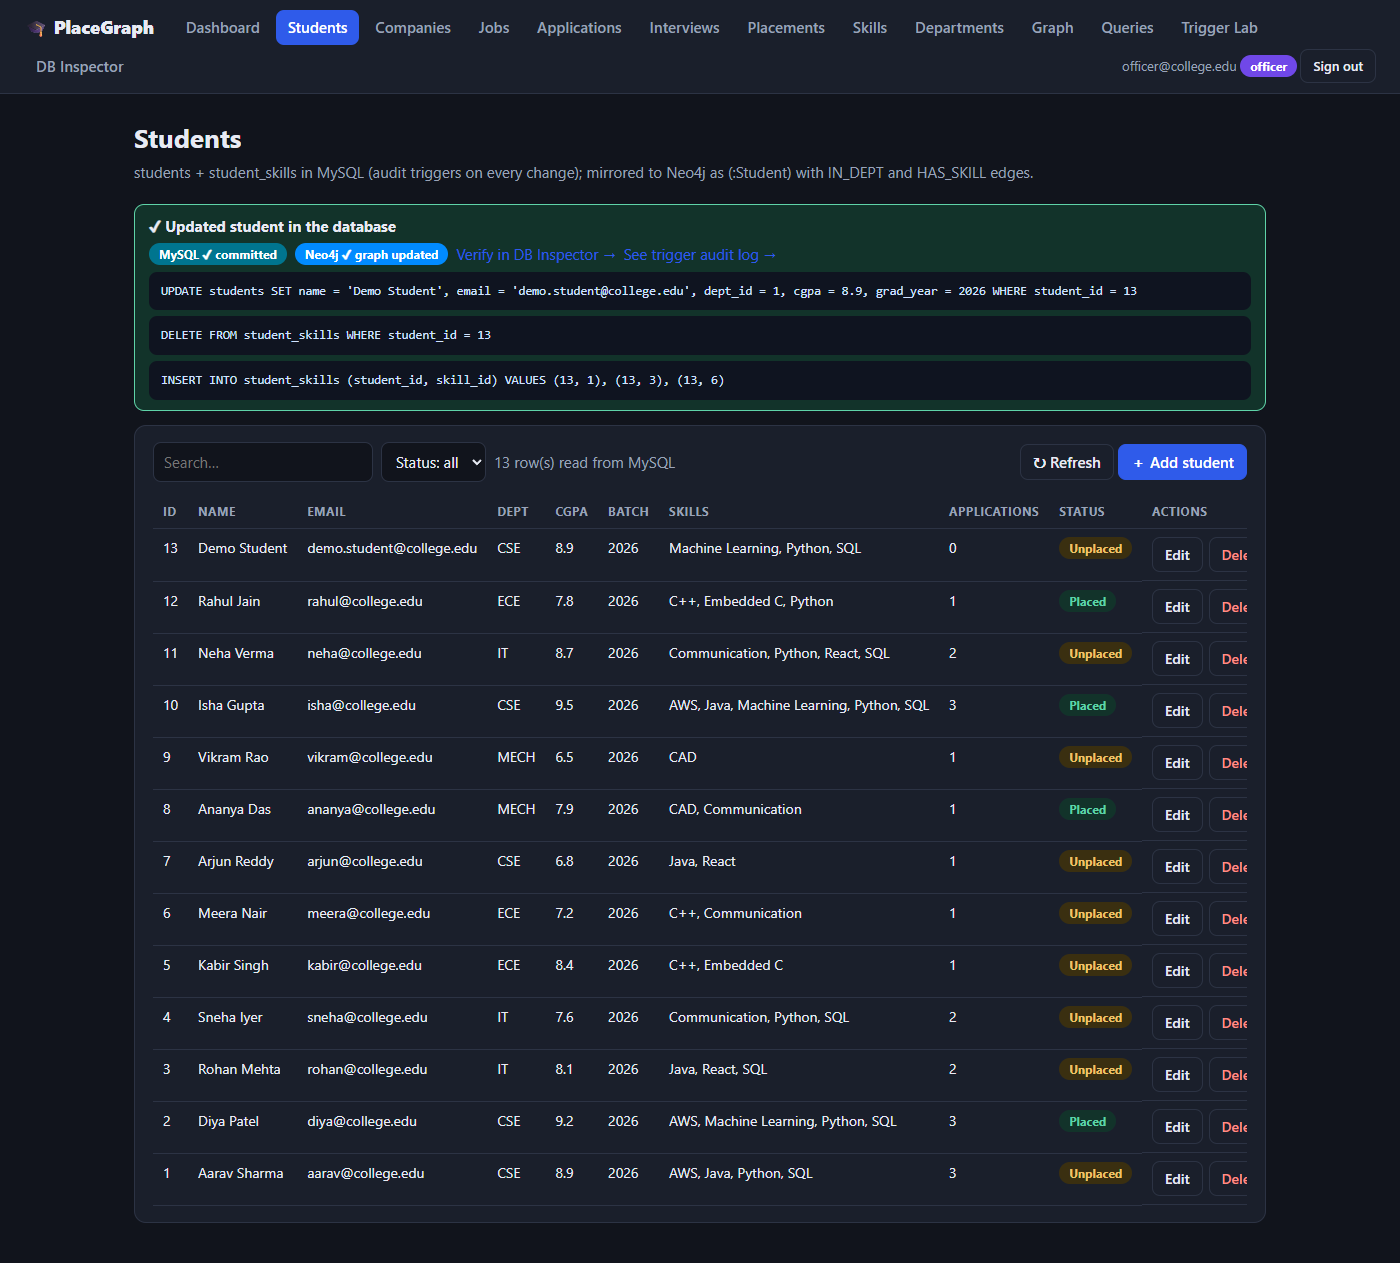 PlaceGraph Dashboard Students Companies Jobs Applications Interviews Placements Skills Departments Graph Queries Trigger Lab
DB Inspector officer@college.edu officer Sign out
Students
students + student_skills in MySQL (audit triggers on every change); mirrored to Neo4j as (:Student) with IN_DEPT and HAS_SKILL edges.
✔ Updated student in the database
MySQL ✔ committed Neo4j ✔ graph updated Verify in DB Inspector → See trigger audit log →
UPDATE students SET name = 'Demo Student', email = 'demo.student@college.edu', dept_id = 1, cgpa = 8.9, grad_year = 2026 WHERE student_id = 13
DELETE FROM student_skills WHERE student_id = 13
INSERT INTO student_skills (student_id, skill_id) VALUES (13, 1), (13, 3), (13, 6)
Search... Status: all 13 row(s) read from MySQL ↻ Refresh + Add student
ID NAME EMAIL DEPT CGPA BATCH SKILLS APPLICATIONS STATUS ACTIONS
13 Demo Student demo.student@college.edu CSE 8.9 2026 Machine Learning, Python, SQL 0 Unplaced Edit Dele
12 Rahul Jain rahul@college.edu ECE 7.8 2026 C++, Embedded C, Python 1 Placed Edit Dele
11 Neha Verma neha@college.edu IT 8.7 2026 Communication, Python, React, SQL 2 Unplaced Edit Dele
10 Isha Gupta isha@college.edu CSE 9.5 2026 AWS, Java, Machine Learning, Python, SQL 3 Placed Edit Dele
9 Vikram Rao vikram@college.edu MECH 6.5 2026 CAD 1 Unplaced Edit Dele
8 Ananya Das ananya@college.edu MECH 7.9 2026 CAD, Communication 1 Placed Edit Dele
7 Arjun Reddy arjun@college.edu CSE 6.8 2026 Java, React 1 Unplaced Edit Dele
6 Meera Nair meera@college.edu ECE 7.2 2026 C++, Communication 1 Unplaced Edit Dele
5 Kabir Singh kabir@college.edu ECE 8.4 2026 C++, Embedded C 1 Unplaced Edit Dele
4 Sneha Iyer sneha@college.edu IT 7.6 2026 Communication, Python, SQL 2 Unplaced Edit Dele
3 Rohan Mehta rohan@college.edu IT 8.1 2026 Java, React, SQL 2 Unplaced Edit Dele
2 Diya Patel diya@college.edu CSE 9.2 2026 AWS, Machine Learning, Python, SQL 3 Placed Edit Dele
1 Aarav Sharma aarav@college.edu CSE 8.9 2026 AWS, Java, Python, SQL 3 Unplaced Edit Dele